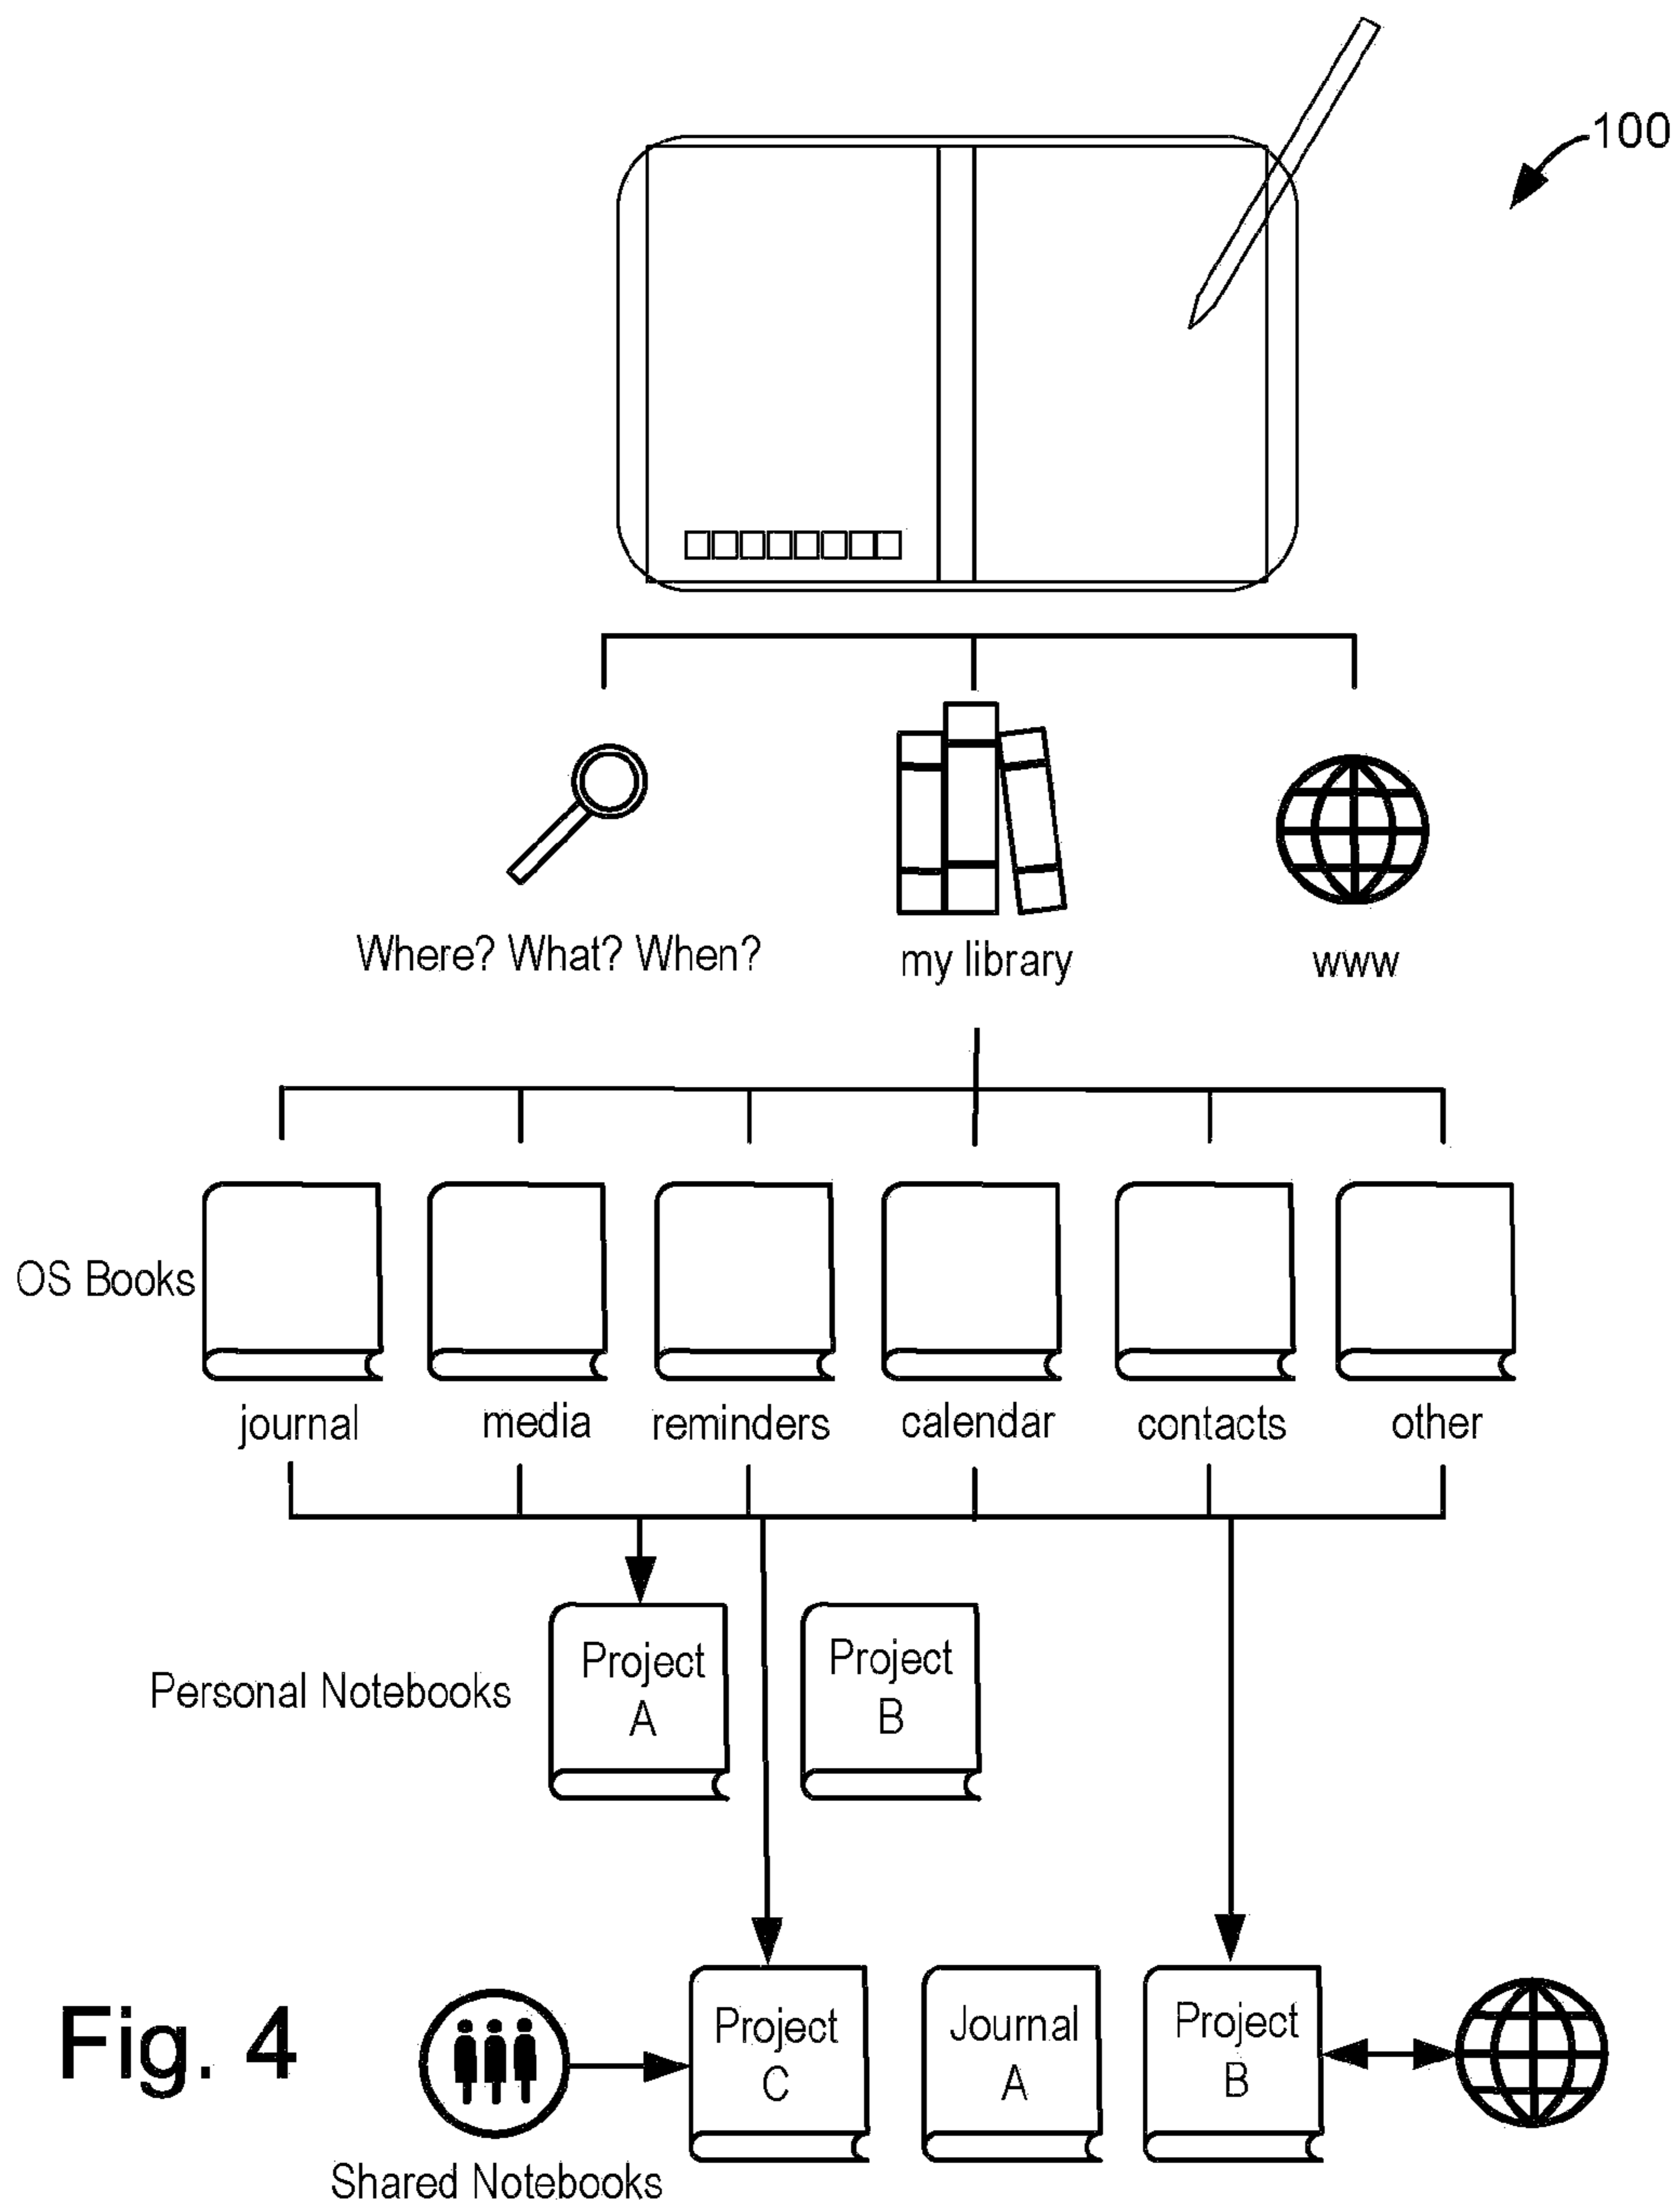 100
Where? What? When?
my library
www
OS Books
journal
media
reminders
calendar
contacts
other
Personal Notebooks
Project
A
Project
B
Project
C
Journal
A
Project
B
Shared Notebooks
Fig. 4